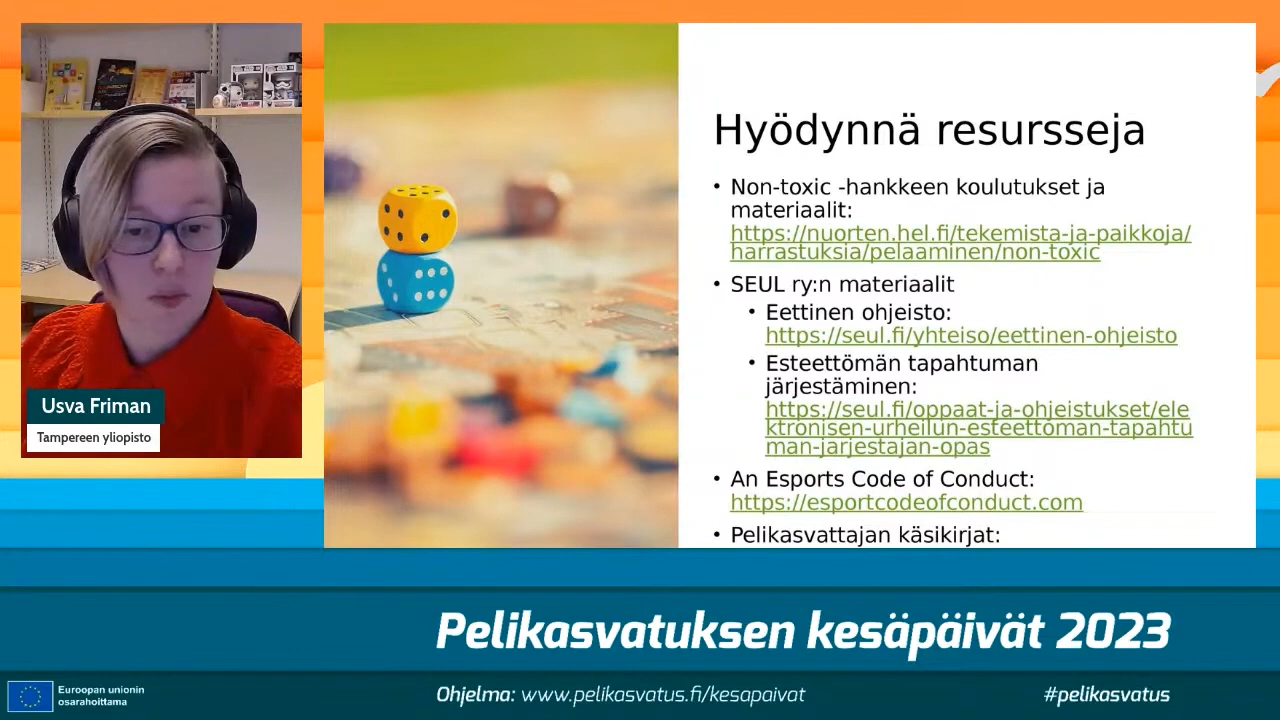 Usva Friman
Tampereen yliopisto
Hyödynnä resursseja
• Non-toxic -hankkeen koulutukset ja
materiaalit:
https://nuorten.hel.fi/tekemista-ja-paikkoja/
harrastuksia/pelaaminen/non-toxic
• SEUL ry:n materiaalit
• Eettinen ohjeisto:
https://seul.fi/yhteiso/eettinen-ohjeisto
• Esteettömän tapahtuman
järjestäminen:
https://seul.fi/oppaat-ja-ohjeistukset/ele
ktronisen-urheilun-esteettoman-tapahtu
man-jarjestajan-opas
• An Esports Code of Conduct:
https://esportcodeofconduct.com
• Pelikasvattajan käsikirjat:
Pelikasvatuksen kesäpäivät 2023
Euroopan unionin
osarahoittama
Ohjelma: www.pelikasvatus.fi/kesapaivat
#pelikasvatus